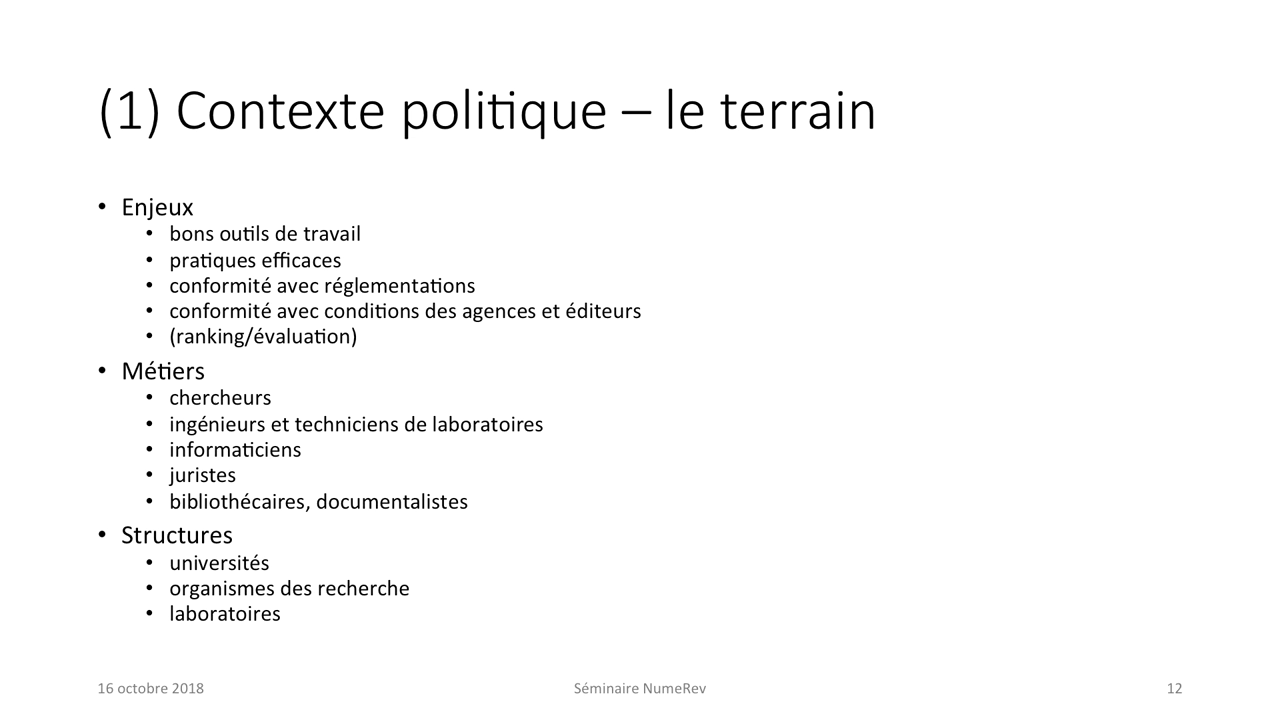 (1) Contexte politique – le terrain
• Enjeux
• bons outils de travail
• pratiques efficaces
• conformité avec réglementations
• conformité avec conditions des agences et éditeurs
• (ranking/évaluation)
• Métiers
• chercheurs
• ingénieurs et techniciens de laboratoires
• informaticiens
• juristes
• bibliothécaires, documentalistes
• Structures
• universités
• organismes des recherche
• laboratoires
16 octobre 2018 Séminaire NumeRev 12